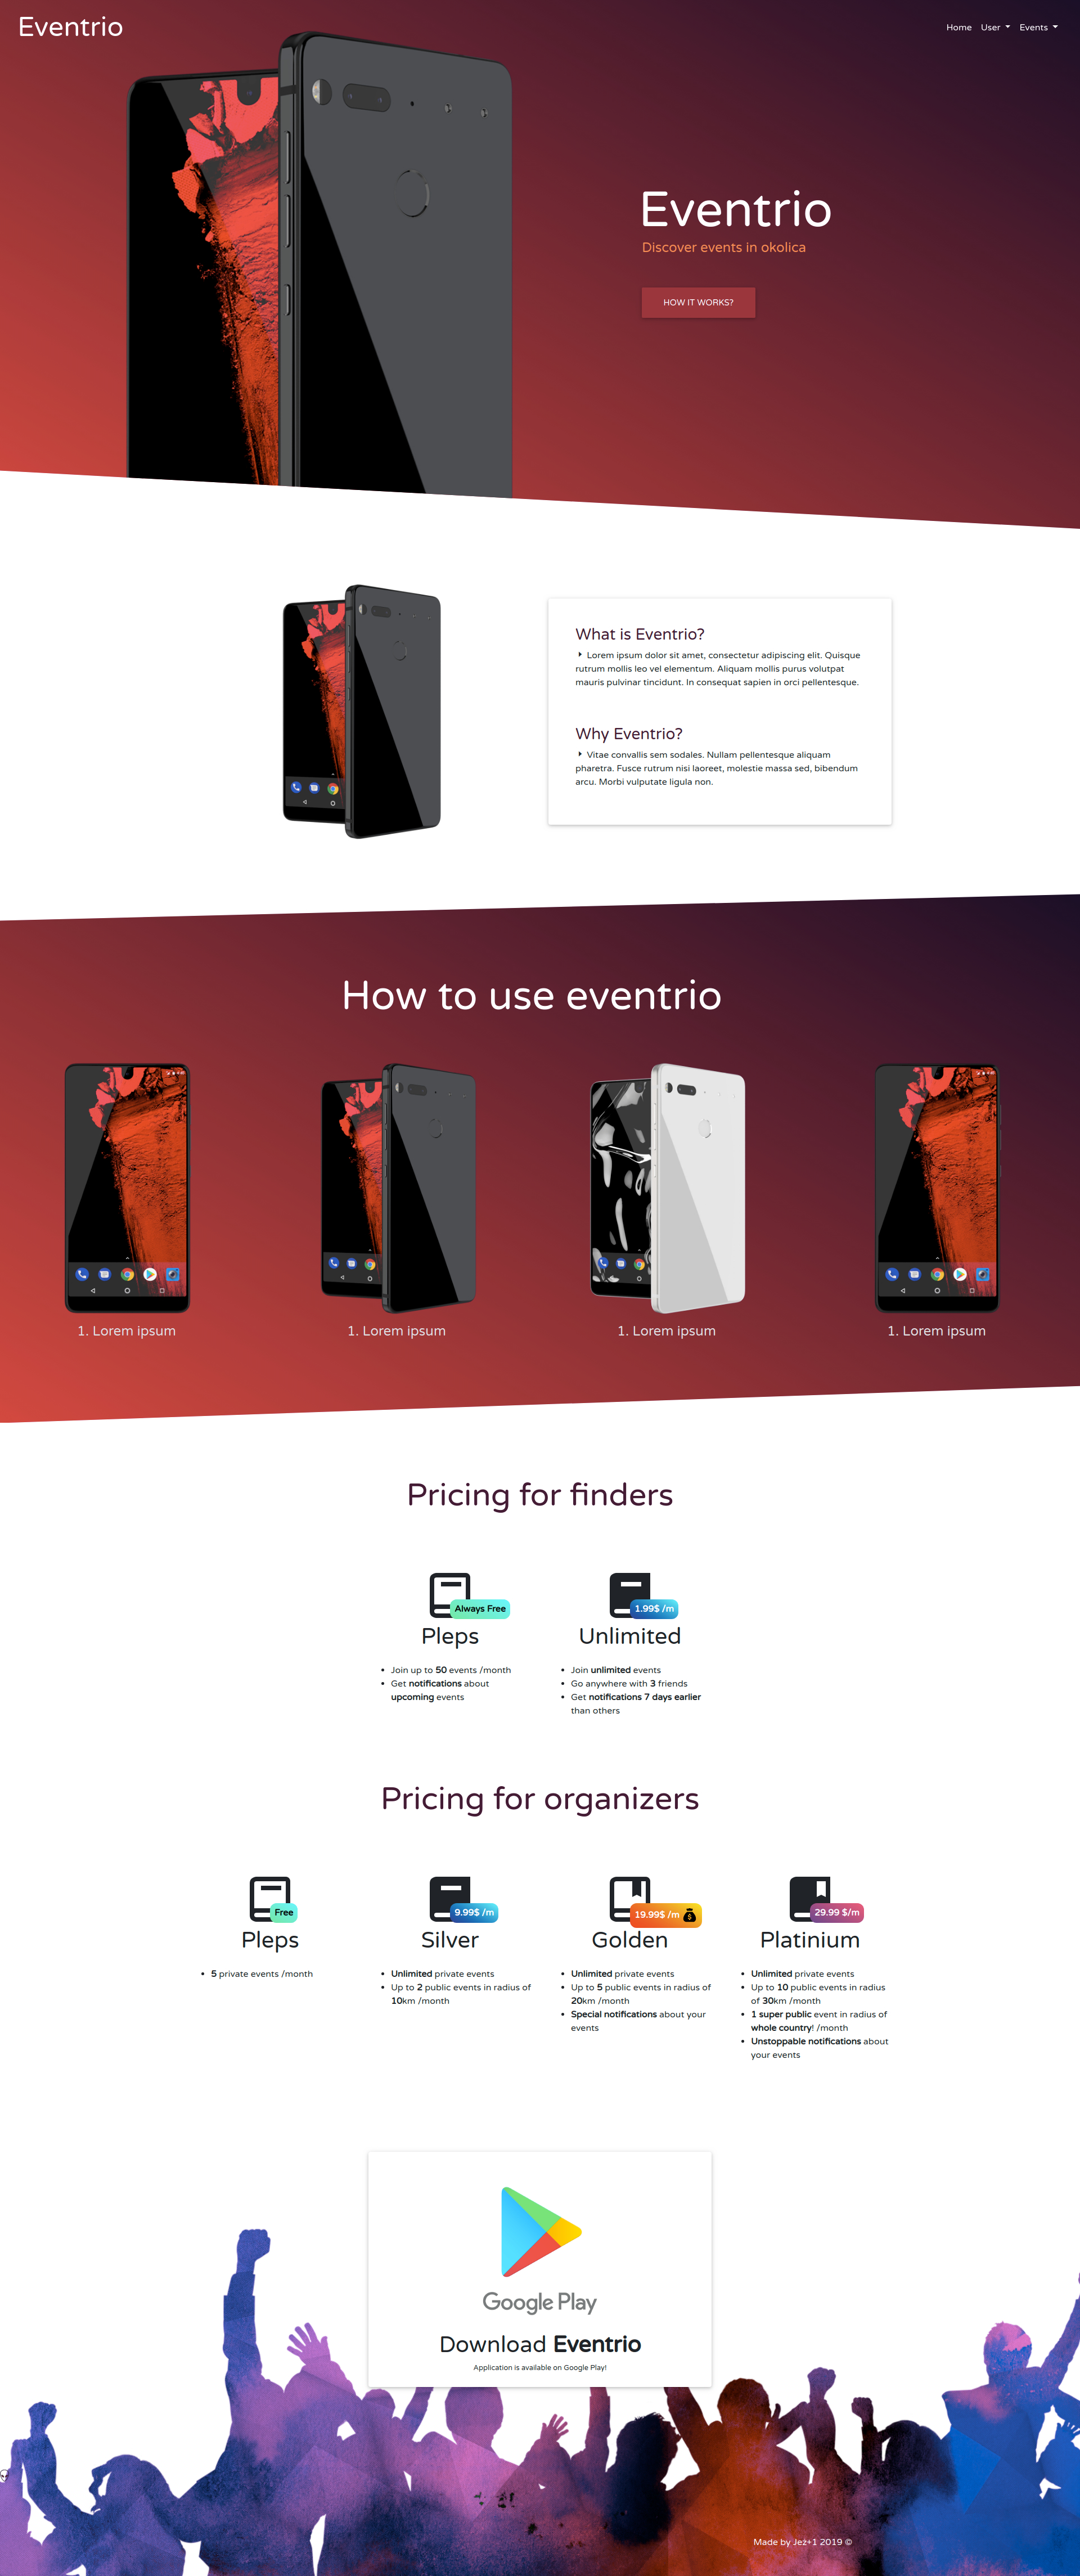 Eventrio
Home User Events
Eventrio
Discover events in okolica
HOW IT WORKS?
What is Eventrio?
Lorem ipsum dolor sit amet, consectetur adipiscing elit. Quisque
rutrum mollis leo vel elementum. Aliquam mollis purus volutpat
mauris pulvinar tincidunt. In consequat sapien in orci pellentesque.
Why Eventrio?
Vitae convallis sem sodales. Nullam pellentesque aliquam
pharetra. Fusce rutrum nisi laoreet, molestie massa sed, bibendum
arcu. Morbi vulputate ligula non.
How to use eventrio
1. Lorem ipsum
1. Lorem ipsum
1. Lorem ipsum
1. Lorem ipsum
Pricing for finders
Always Free
Pleps
• Join up to 50 events /month
• Get notifications about
upcoming events
1.99$ /m
Unlimited
• Join unlimited events
• Go anywhere with 3 friends
• Get notifications 7 days earlier
than others
Pricing for organizers
Free
Pleps
• 5 private events /month
9.99$ /m
Silver
• Unlimited private events
• Up to 2 public events in radius of
10km /month
19.99$ /m
Golden
• Unlimited private events
• Up to 5 public events in radius of
20km /month
• Special notifications about your
events
29.99 $/m
Platinium
• Unlimited private events
• Up to 10 public events in radius
of 30km /month
• 1 super public event in radius of
whole country! /month
• Unstoppable notifications about
your events
Google Play
Download Eventrio
Application is available on Google Play!
Made by Jeż+1 2019 ©